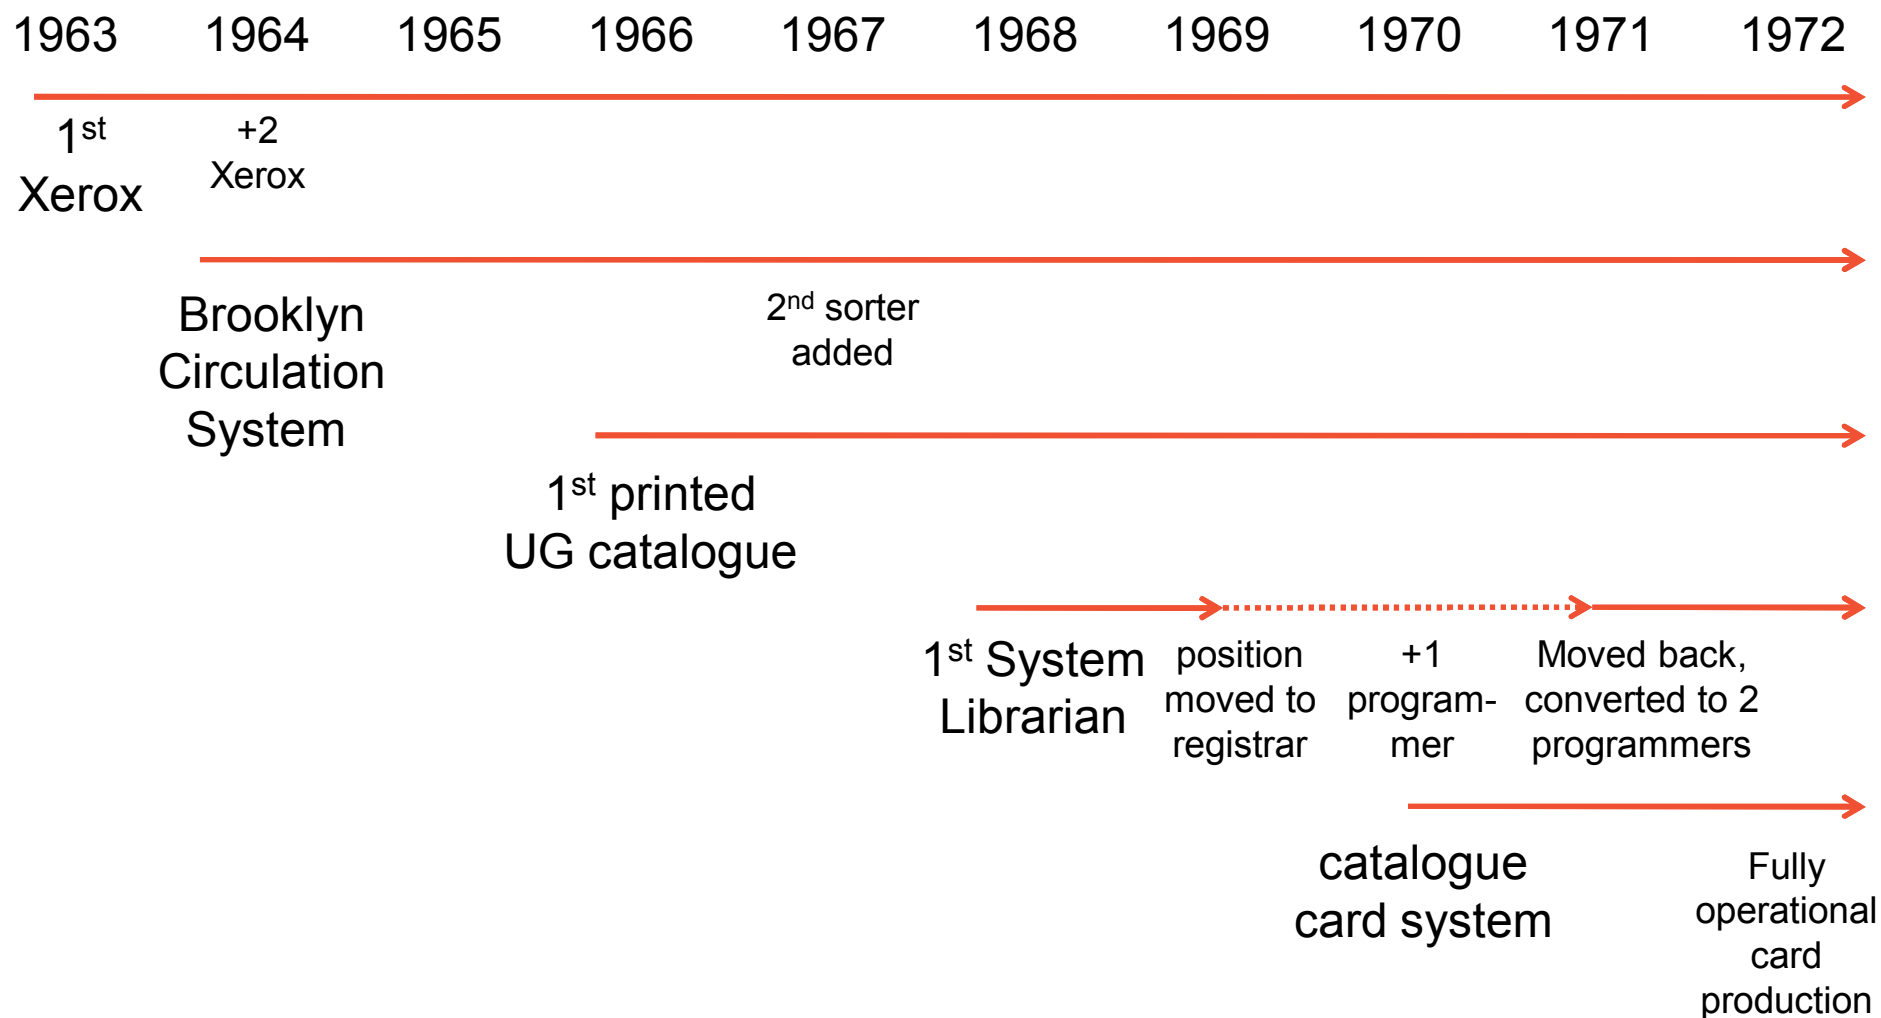 1963 1964 1965 1966 1967 1968 1969 1970 1971 1972
1st
Xerox
+2
Xerox
Brooklyn
Circulation
System
2nd sorter
added
1st printed
UG catalogue
1st System
Librarian
position
moved to
registrar
+1
program-
mer
Moved back,
converted to 2
programmers
catalogue
card system
Fully
operational
card
production